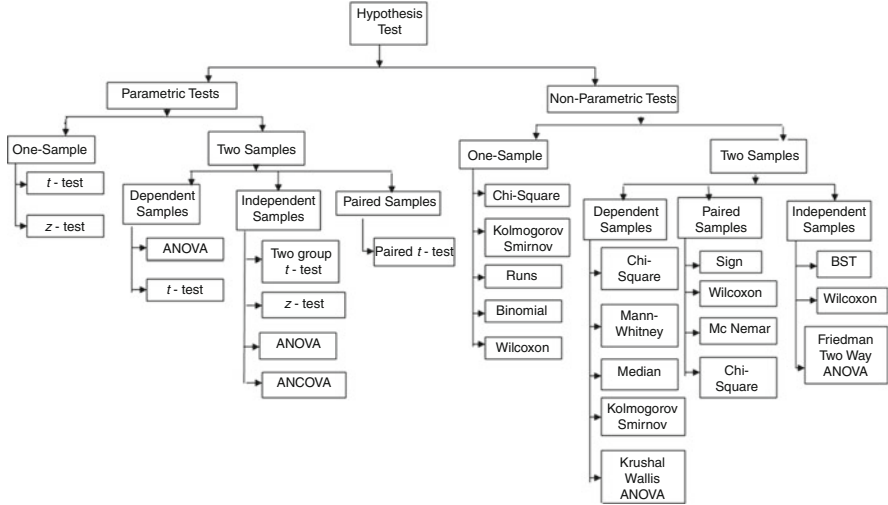 Hypothesis
Test
Parametric Tests
Non-Parametric Tests
One-Sample
Two Samples
One-Sample
Two Samples
t - test
z - test
Dependent
Samples
ANOVA
t - test
Independent
Samples
Two group
t - test
z - test
ANOVA
ANCOVA
Paired Samples
Paired t - test
Chi-Square
Kolmogorov
Smirnov
Runs
Binomial
Wilcoxon
Dependent
Samples
Chi-
Square
Mann-
Whitney
Median
Kolmogorov
Smirnov
Krushal
Wallis
ANOVA
Paired
Samples
Sign
Wilcoxon
Mc Nemar
Chi-
Square
Independent
Samples
BST
Wilcoxon
Friedman
Two Way
ANOVA